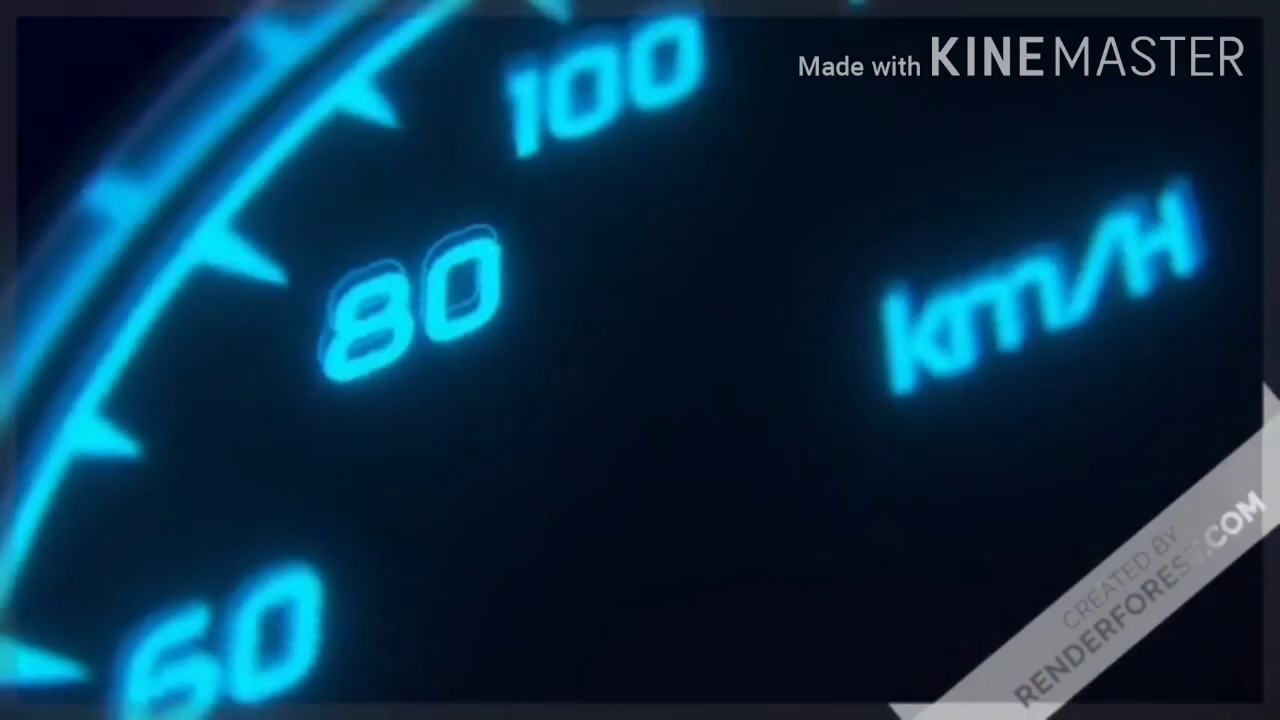 Made with KINEMASTER
100
80
km/H
60
CREATED BY
RENDERFOREST.COM